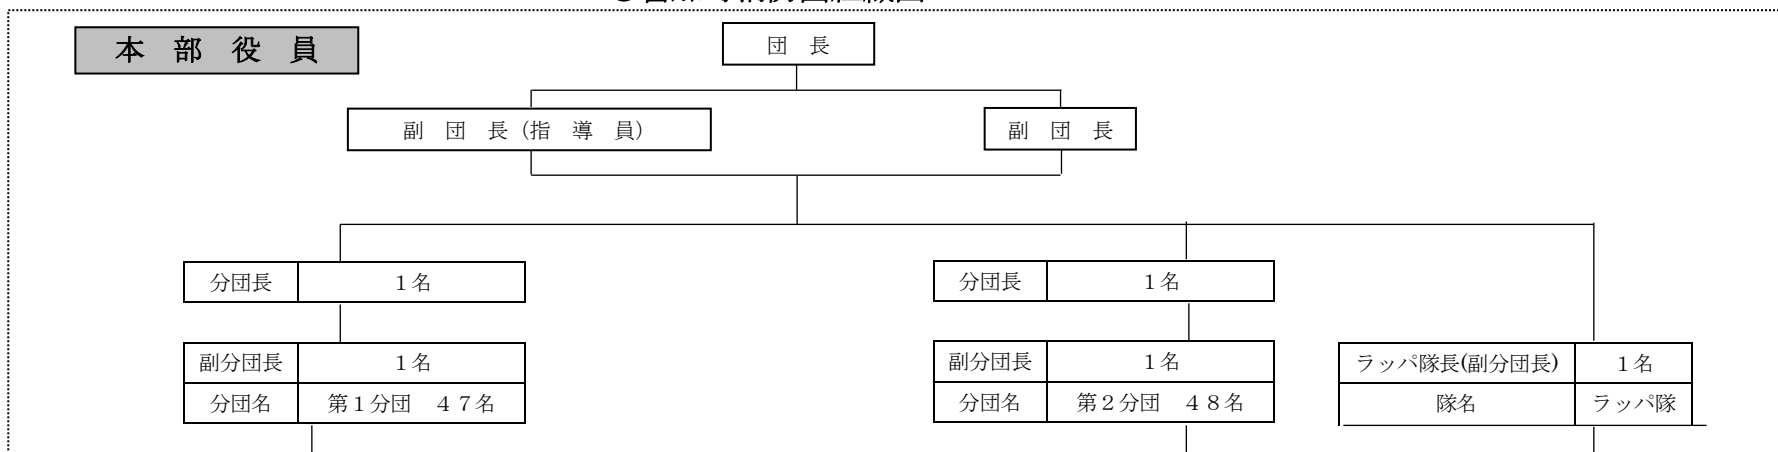 本 部 役 員
団 長
副 団 長 (指 導 員)
副 団 長
分団長 1名
分団長 1名
副分団長 1名
分団名 第1分団 47名
副分団長 1名
分団名 第2分団 48名
ラッパ隊長(副分団長) 1名
隊名 ラッパ隊